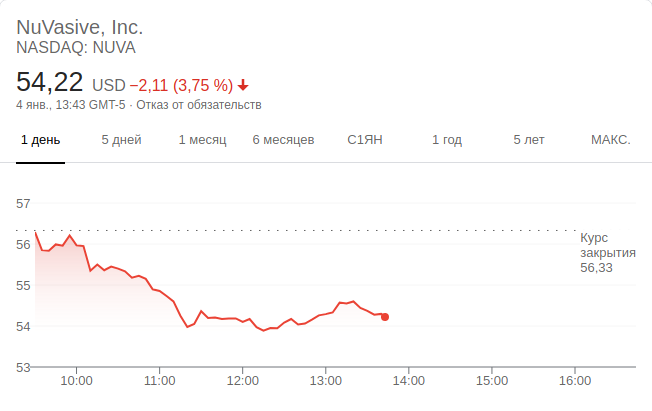 NuVasive, Inc.
NASDAQ: NUVA
54,22 USD −2,11 (3,75 %)
4 янв., 13:43 GMT-5 · Отказ от обязательств
1 день 5 дней 1 месяц 6 месяцев С1ЯН 1 год 5 лет МАКС.
57
56
55
54
53
Курс
закрытия
56,33
10:00 11:00 12:00 13:00 14:00 15:00 16:00